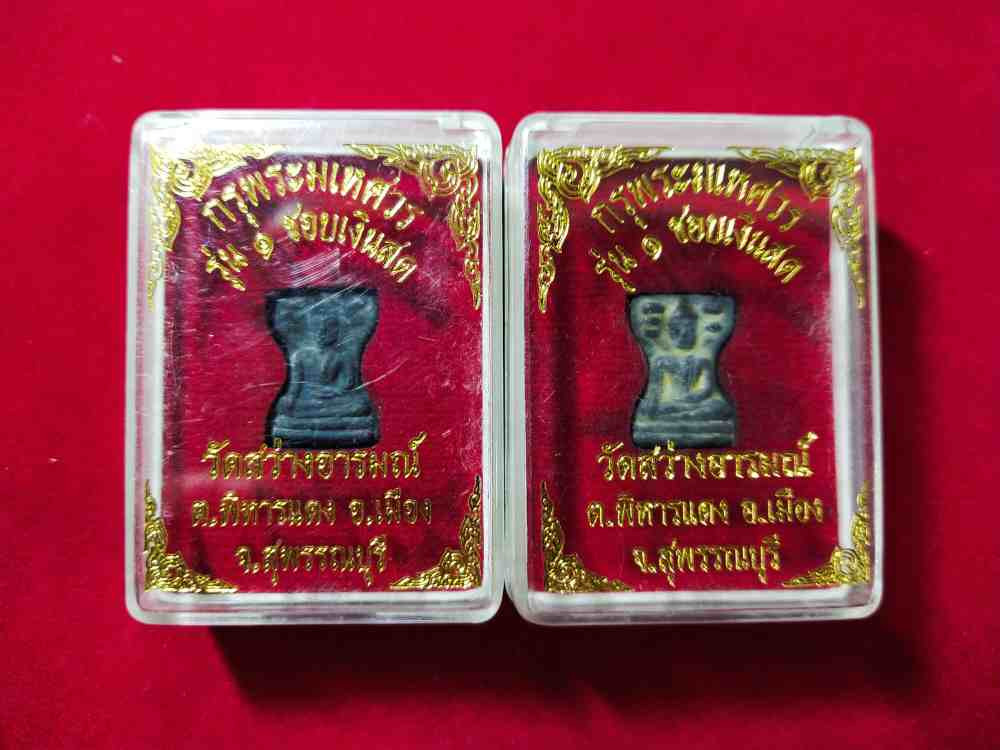 กรุพระมเหศวร
รุ่น ๑ ชอบเงินสด
วัดสว่างอารมณ์
ต.พิหารแดง อ.เมือง
จ.สุพรรณบุรี
กรุพระมเหศวร
รุ่น ๑ ชอบเงินสด
วัดสว่างอารมณ์
ต.พิหารแดง อ.เมือง
จ.สุพรรณบุรี